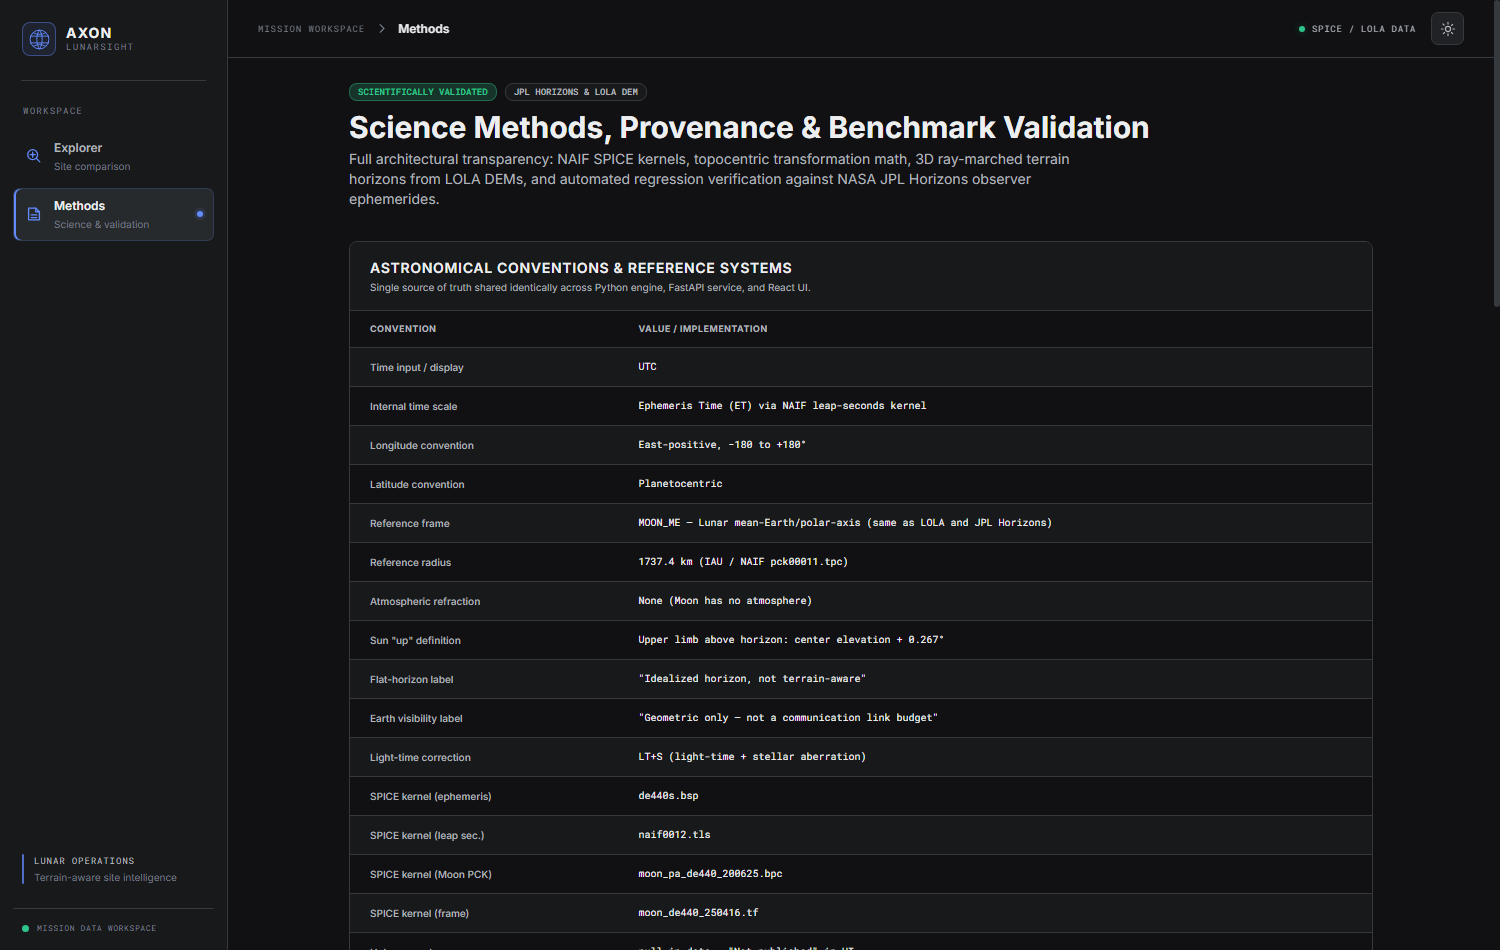 AXON
LUNARSIGHT
WORKSPACE
Explorer
Site comparison
Methods
Science & validation
LUNAR OPERATIONS
Terrain-aware site intelligence
MISSION DATA WORKSPACE
MISSION WORKSPACE > Methods
SPICE / LOLA DATA
SCIENTIFICALLY VALIDATED
JPL HORIZONS & LOLA DEM
Science Methods, Provenance & Benchmark Validation
Full architectural transparency: NAIF SPICE kernels, topocentric transformation math, 3D ray-marched terrain
horizons from LOLA DEMs, and automated regression verification against NASA JPL Horizons observer
ephemerides.
ASTRONOMICAL CONVENTIONS & REFERENCE SYSTEMS
Single source of truth shared identically across Python engine, FastAPI service, and React UI.
CONVENTION VALUE / IMPLEMENTATION
Time input / display UTC
Internal time scale Ephemeris Time (ET) via NAIF leap-seconds kernel
Longitude convention East-positive, -180 to +180°
Latitude convention Planetocentric
Reference frame MOON_ME — Lunar mean-Earth/polar-axis (same as LOLA and JPL Horizons)
Reference radius 1737.4 km (IAU / NAIF pck00011.tpc)
Atmospheric refraction None (Moon has no atmosphere)
Sun "up" definition Upper limb above horizon: center elevation + 0.267°
Flat-horizon label "Idealized horizon, not terrain-aware"
Earth visibility label "Geometric only — not a communication link budget"
Light-time correction LT+S (light-time + stellar aberration)
SPICE kernel (ephemeris) de440s.bsp
SPICE kernel (leap sec.) naif0012.tls
SPICE kernel (Moon PCK) moon_pa_de440_200625.bpc
SPICE kernel (frame) moon_de440_250416.tf